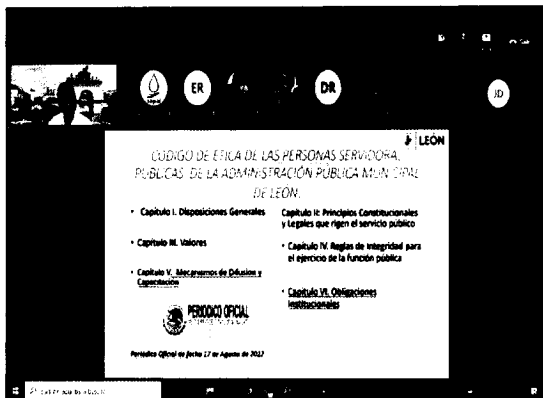 ER
DR
JD
LEÓN
CÓDIGO DE ÉTICA DE LAS PERSONAS SERVIDORA
PÚBLICAS DE LA ADMINISTRACIÓN PÚBLICA MUNICIPAL
DE LEÓN.
• Capítulo I. Disposiciones Generales
Capítulo II: Principios Constitucionales
y Legales que rigen el servicio público
• Capítulo III. Valores
• Capítulo IV. Reglas de Integridad para
el ejercicio de la función pública
• Capítulo V. Mecanismos de Difusión y
Capacitación
• Capítulo VI. Obligaciones
Institucionales
PERIÓDICO OFICIAL
Periódico Oficial de fecha 17 de Agosto de 2022